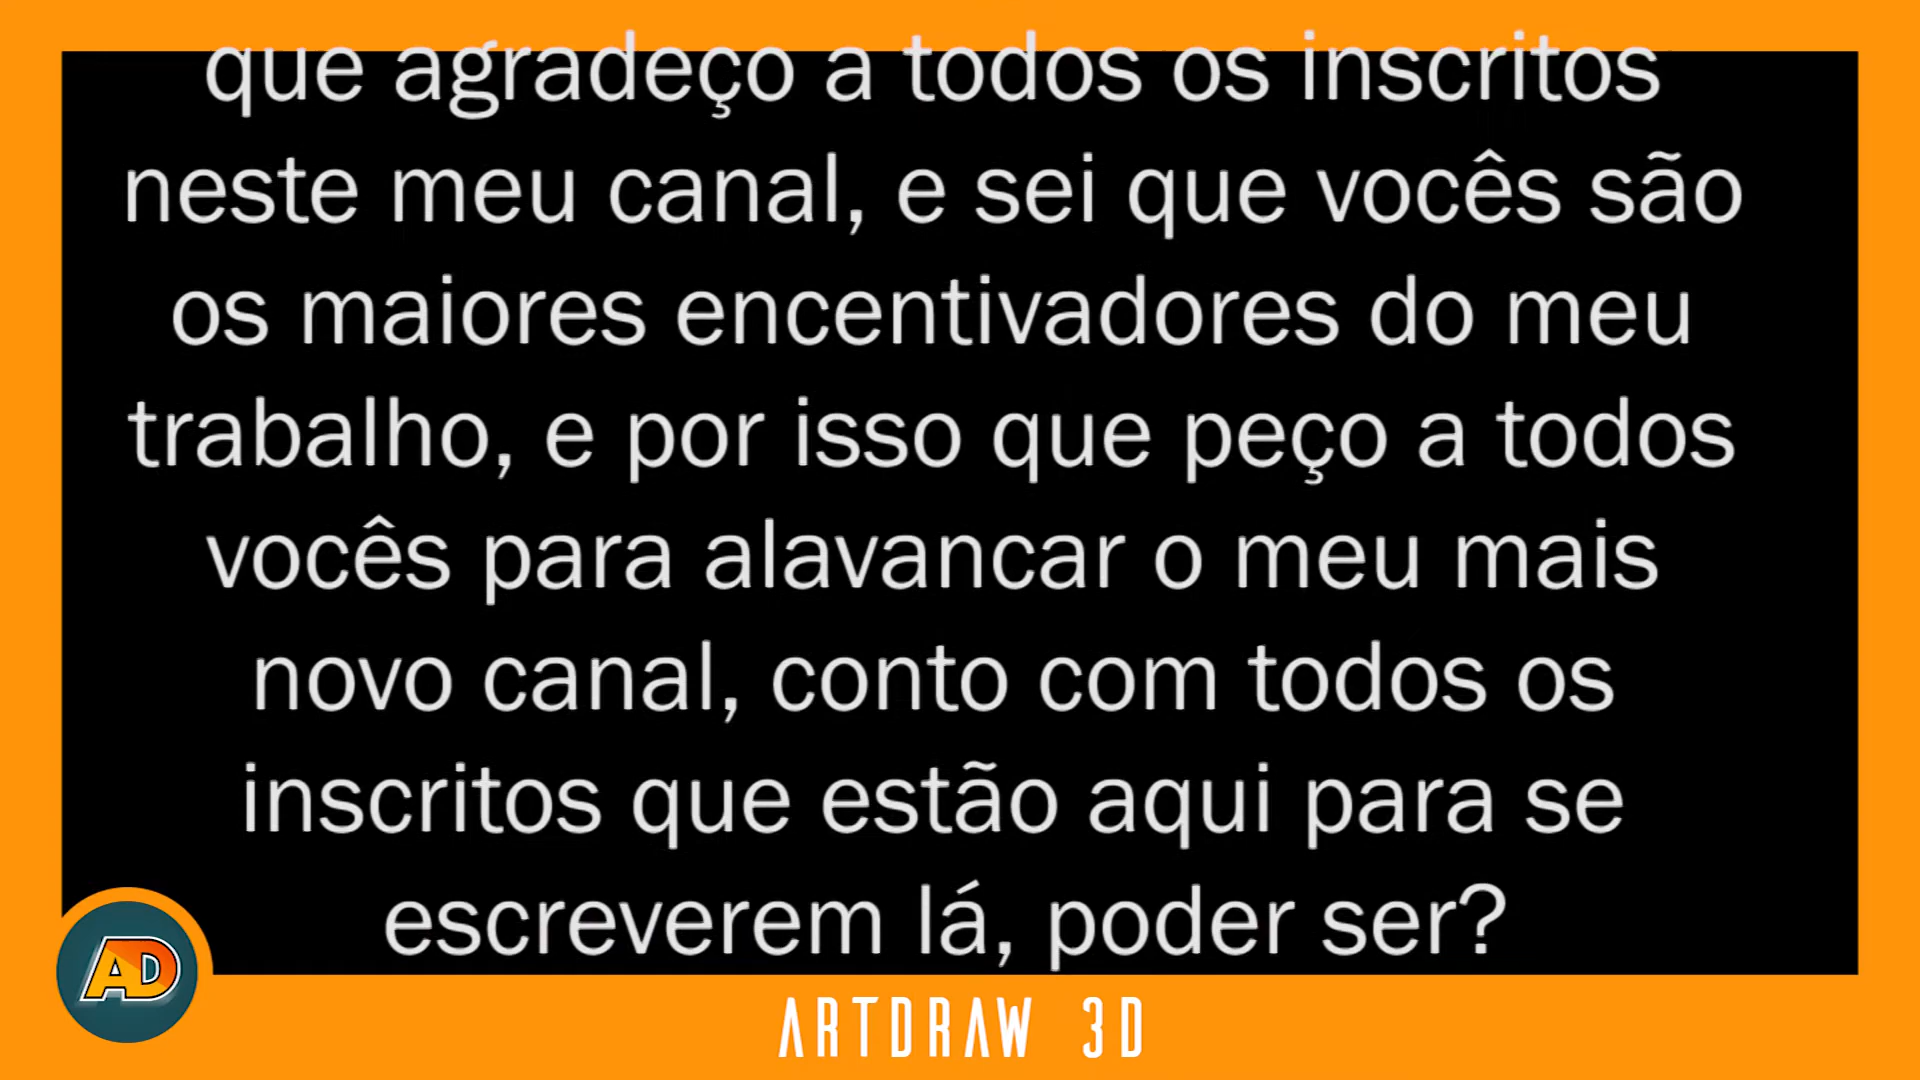 que agradeço a todos os inscritos
neste meu canal, e sei que vocês são
os maiores encentivadores do meu
trabalho, e por isso que peço a todos
vocês para alavancar o meu mais
novo canal, conto com todos os
inscritos que estão aqui para se
escreverem lá, poder ser?
AD
ARTDRAW 3D